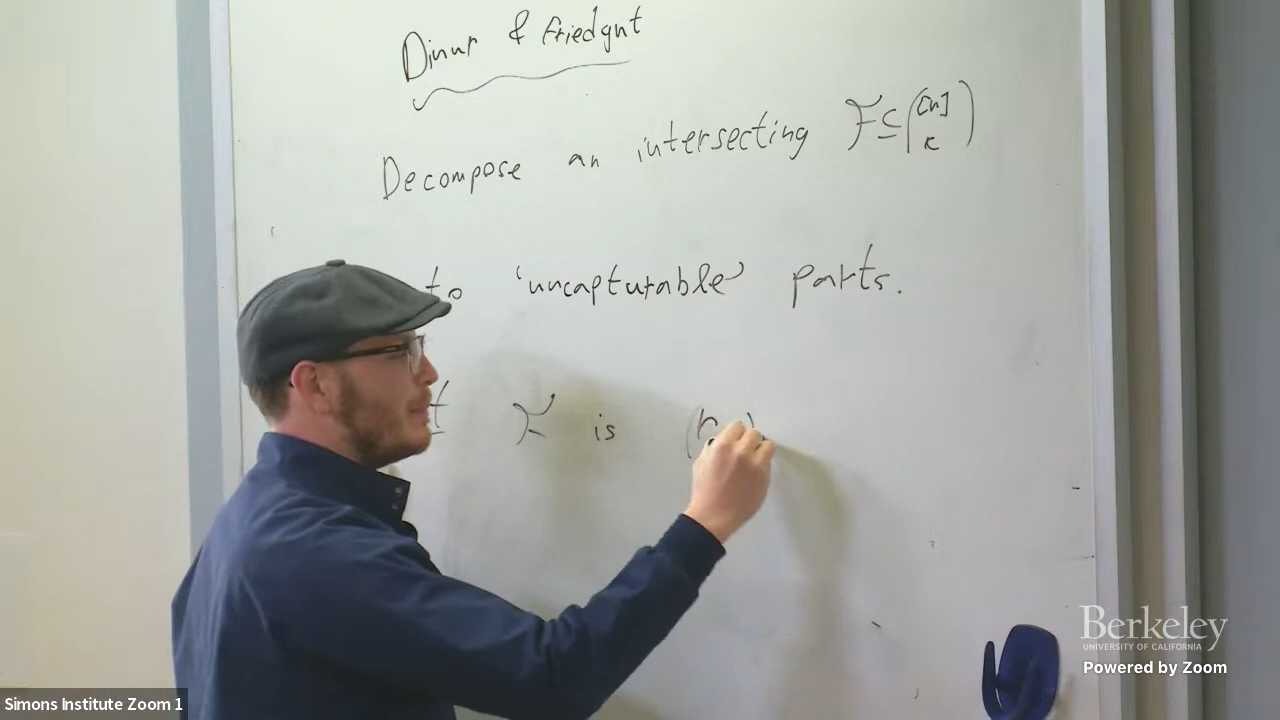 Dinur & Friedgut
Decompose an intersecting F ⊆ ([n] k)
to 'uncapturable' parts.
F is (r,
Berkeley
UNIVERSITY OF CALIFORNIA
Powered by Zoom
Simons Institute Zoom 1